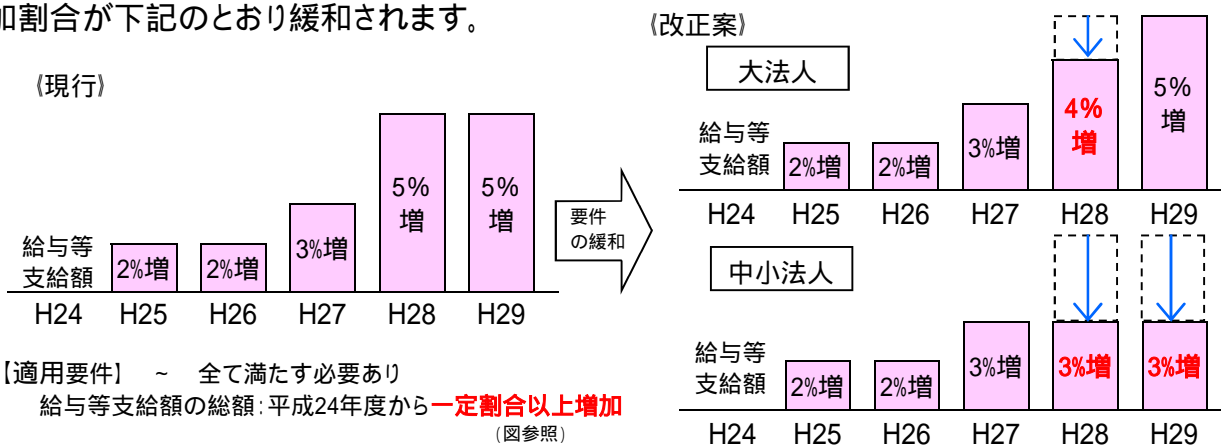 加割合が下記のとおり緩和されます。
《現行》
5%
増
5%
増
3%増
給与等
支給額
2%増
2%増
H24 H25 H26 H27 H28 H29
要件
の緩和
《改正案》
大法人
5%
増
4%
増
給与等
支給額
2%増
2%増
3%増
H24 H25 H26 H27 H28 H29
中小法人
給与等
支給額
2%増
2%増
3%増
3%増
3%増
H24 H25 H26 H27 H28 H29
【適用要件】 ~ 全て満たす必要あり
給与等支給額の総額:平成24年度から一定割合以上増加
(図参照)